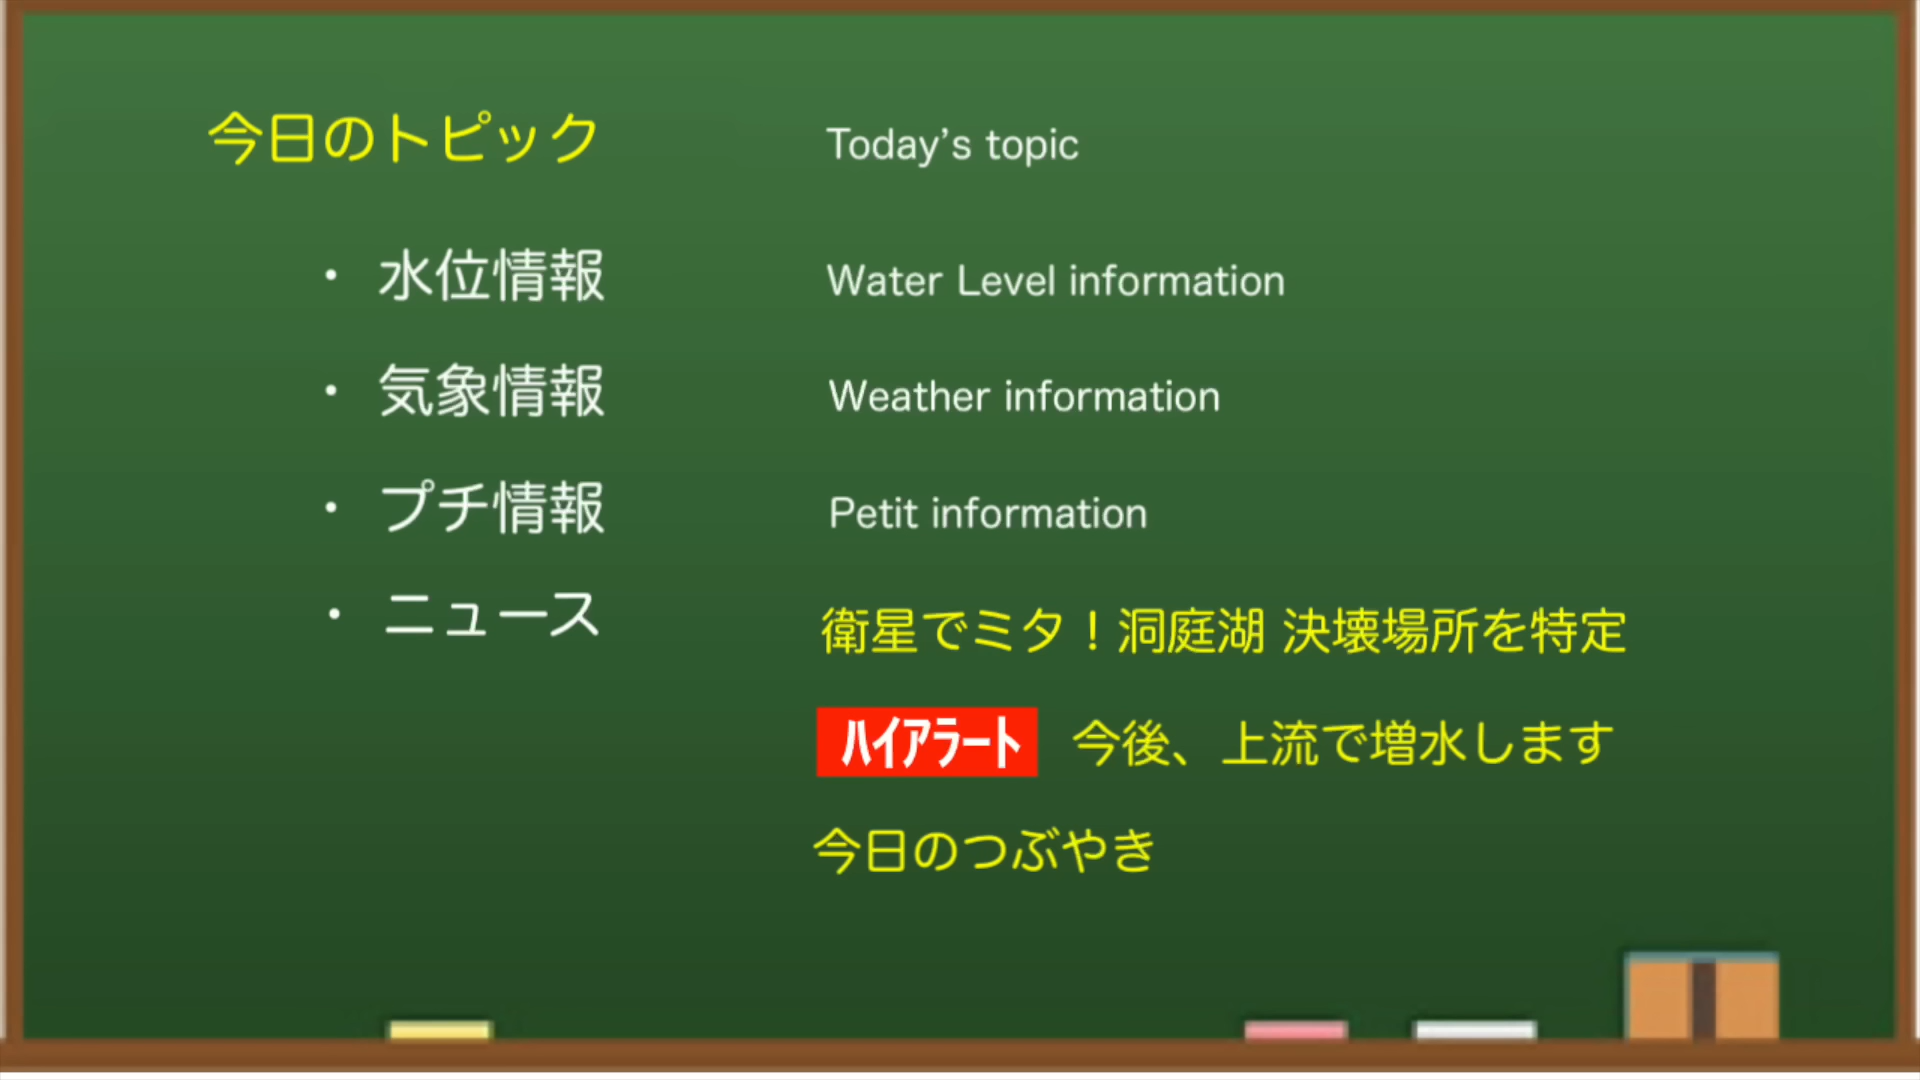 今日のトピック Today's topic
・ 水位情報 Water Level information
・ 気象情報 Weather information
・ プチ情報 Petit information
・ ニュース 衛星でミタ！洞庭湖 決壊場所を特定
ﾊｲｱﾗｰﾄ 今後、上流で増水します
今日のつぶやき